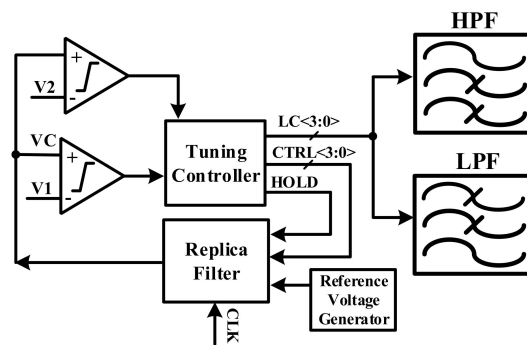 HPF
+
V2
-
LC<3:0>
VC
+
V1
-
Tuning
Controller
CTRL<3:0>
HOLD
LPF
Replica
Filter
Reference
Voltage
Generator
CLK